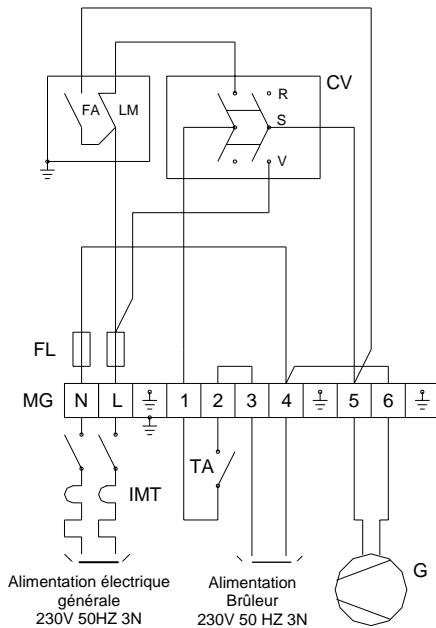 CV
FA LM
R
S
V
FL
MG N L 1 2 3 4 5 6
TA
IMT
G
Alimentation électrique
générale
230V 50HZ 3N
Alimentation
Brûleur
230V 50 HZ 3N